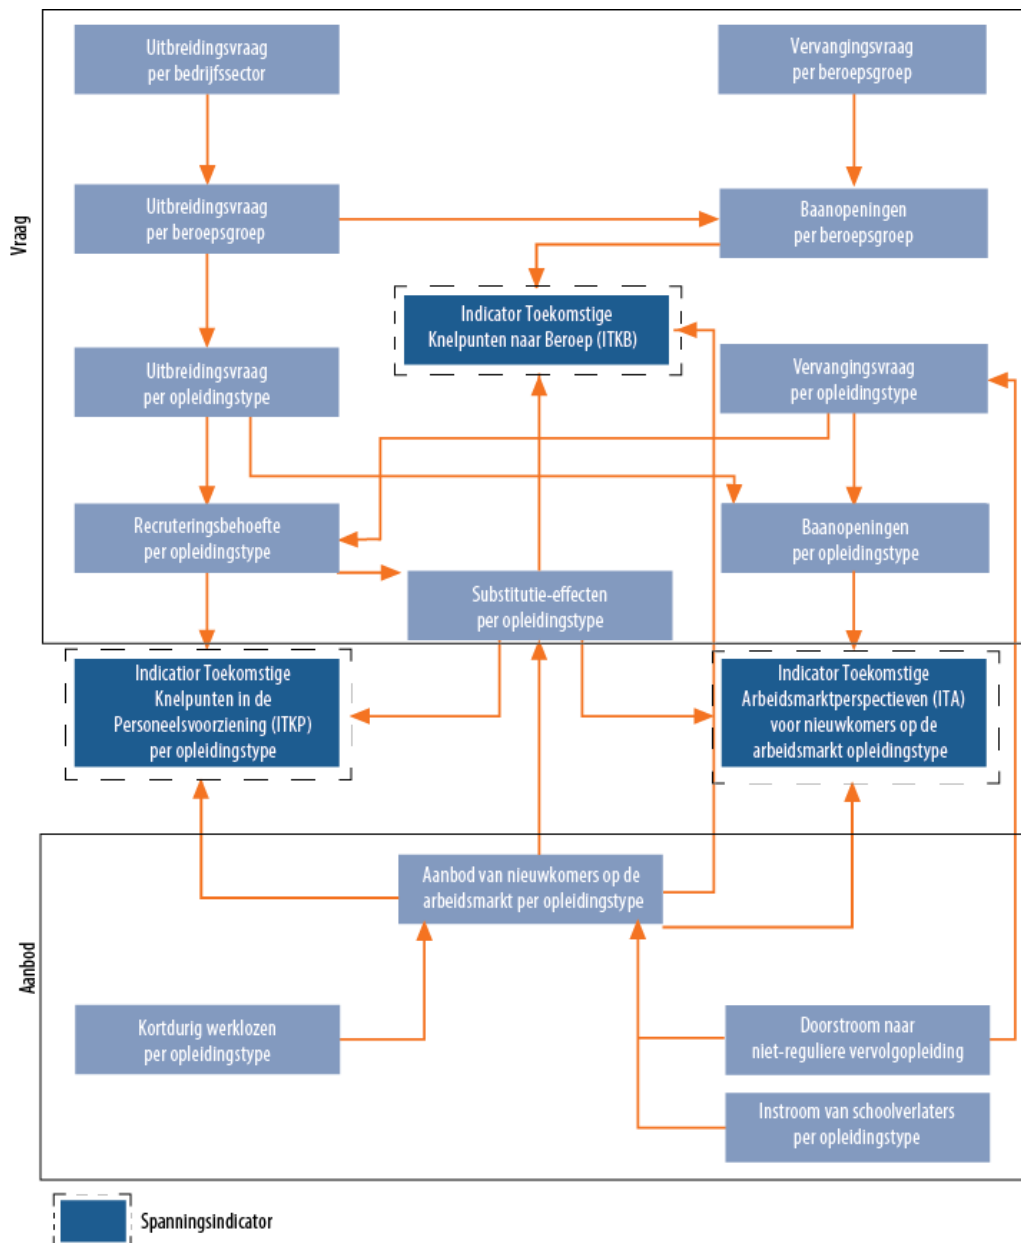 Uitbreidingsvraag
per bedrijfssector
Vervangingsvraag
per beroepsgroep
Vraag
Uitbreidingsvraag
per beroepsgroep
Baanopeningen
per beroepsgroep
Indicator Toekomstige
Knelpunten naar Beroep (ITKB)
Uitbreidingsvraag
per opleidingstype
Vervangingsvraag
per opleidingstype
Recruteringsbehoefte
per opleidingstype
Baanopeningen
per opleidingstype
Substitutie-effecten
per opleidingstype
Indicatior Toekomstige
Knelpunten in de
Personeelsvoorziening (ITKP)
per opleidingstype
Indicator Toekomstige
Arbeidsmarktperspectieven (ITA)
voor nieuwkomers op de
arbeidsmarkt opleidingstype
Aanbod
Aanbod van nieuwkomers op de
arbeidsmarkt per opleidingstype
Kortdurig werklozen
per opleidingstype
Doorstroom naar
niet-reguliere vervolgopleiding
Instroom van schoolverlaters
per opleidingstype
Spanningsindicator